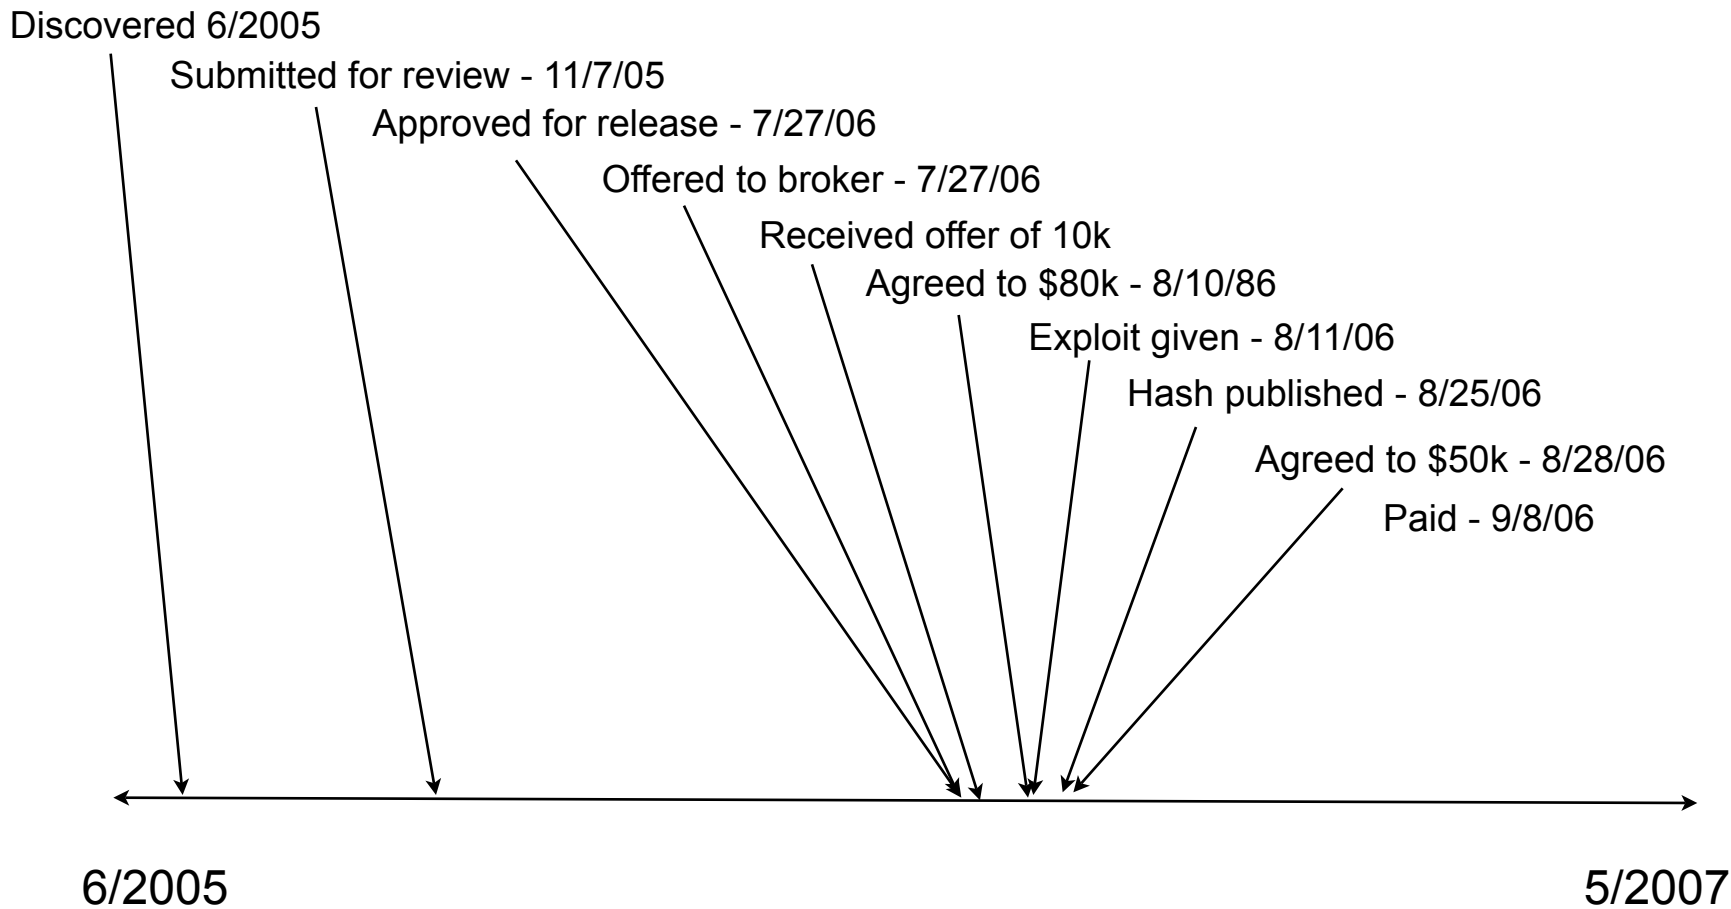 Discovered 6/2005
Submitted for review - 11/7/05
Approved for release - 7/27/06
Offered to broker - 7/27/06
Received offer of 10k
Agreed to $80k - 8/10/86
Exploit given - 8/11/06
Hash published - 8/25/06
Agreed to $50k - 8/28/06
Paid - 9/8/06
6/2005
5/2007